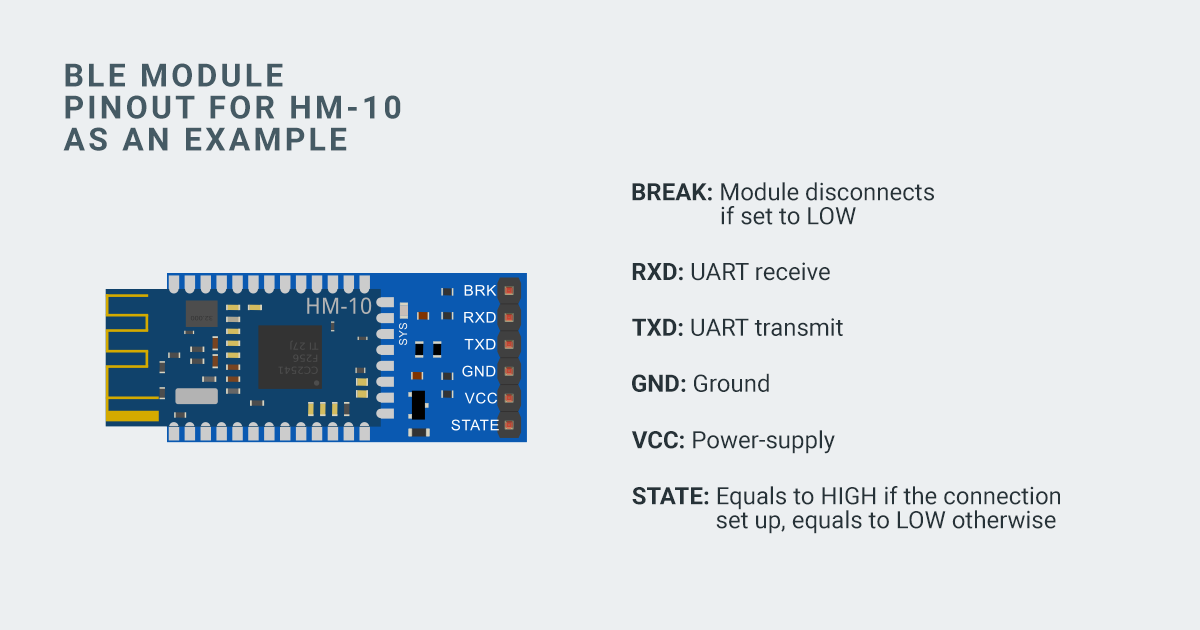 BLE MODULE
PINOUT FOR HM-10
AS AN EXAMPLE
HM-10
SYS
CC2541
F256
TI 27J
BRK
RXD
TXD
GND
VCC
STATE
BREAK: Module disconnects
if set to LOW
RXD: UART receive
TXD: UART transmit
GND: Ground
VCC: Power-supply
STATE: Equals to HIGH if the connection
set up, equals to LOW otherwise